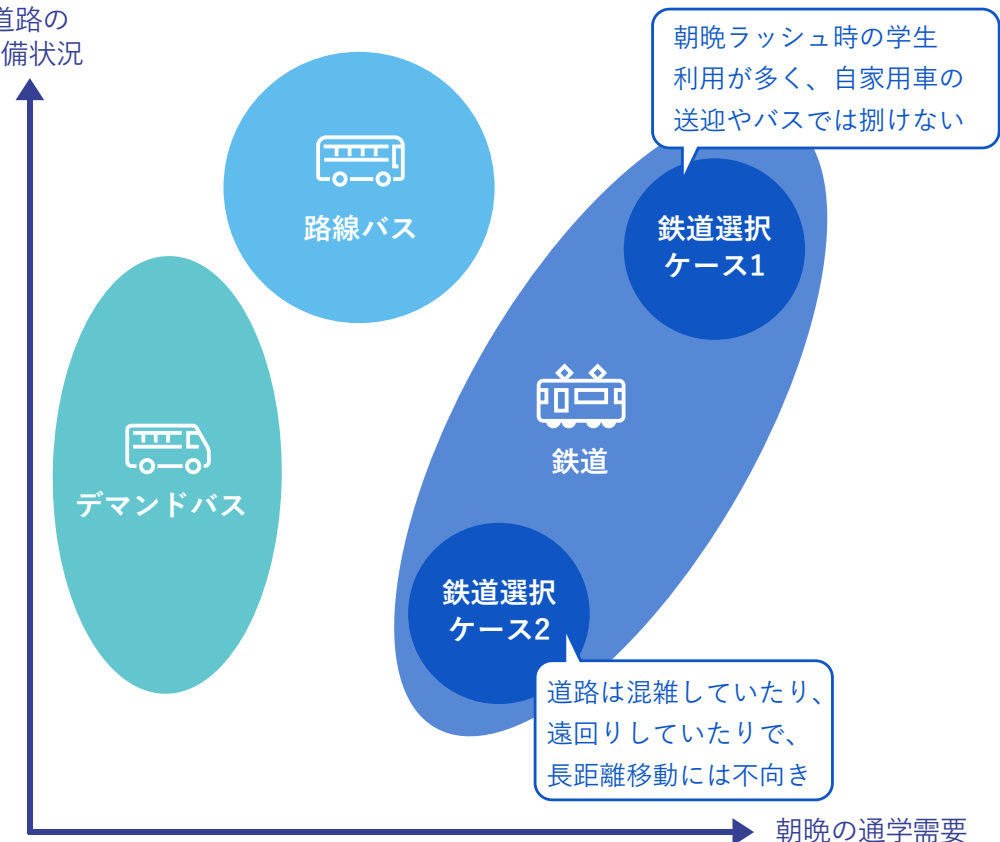 道路の
備状況
朝晩ラッシュ時の学生
利用が多く、自家用車の
送迎やバスでは捌けない
路線バス
鉄道選択
ケース1
鉄道
デマンドバス
鉄道選択
ケース2
道路は混雑していたり、
遠回りしていたりで、
長距離移動には不向き
朝晩の通学需要